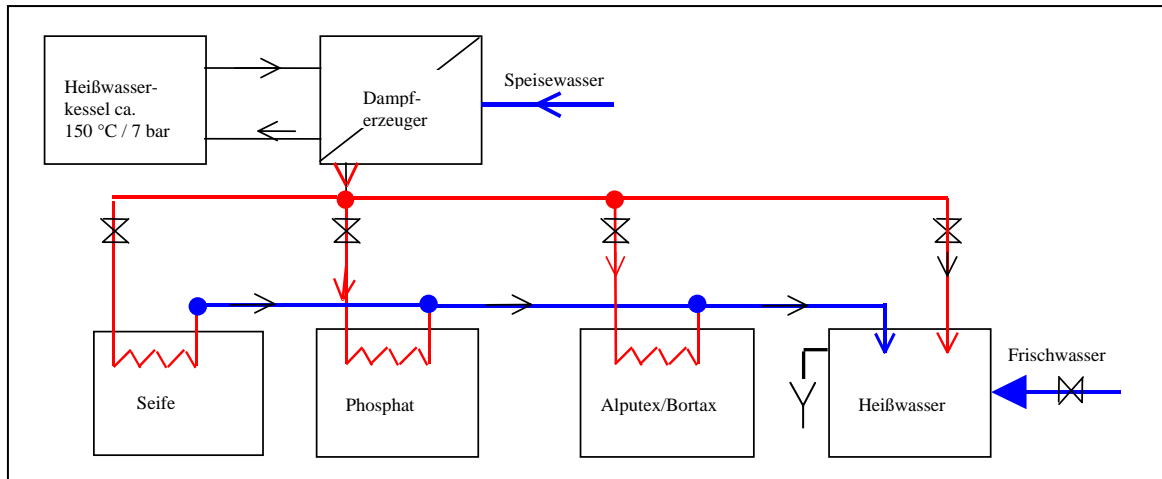 Heißwasser-
kessel ca.
150 °C / 7 bar
Dampf-
erzeuger
Speisewasser
Seife
Phosphat
Alputex/Bortax
Heißwasser
Frischwasser